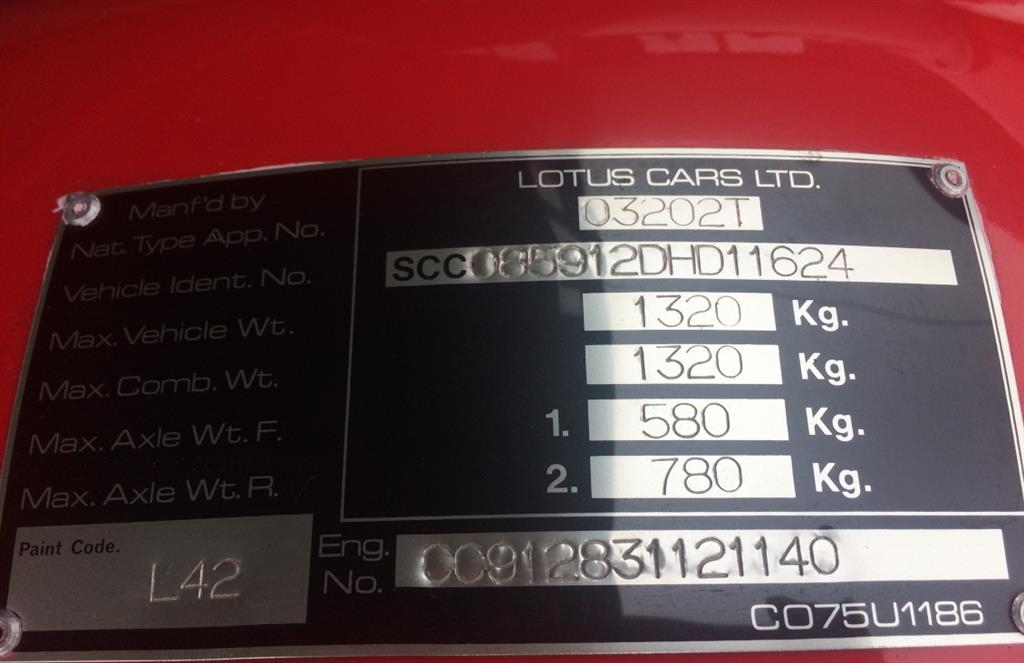 Manf'd by LOTUS CARS LTD.
Nat. Type App. No. 03202T
Vehicle Ident. No. SCC085912DHD11624
Max. Vehicle Wt. 1320 Kg.
Max. Comb. Wt. 1320 Kg.
Max. Axle Wt. F. 1. 580 Kg.
Max. Axle Wt. R. 2. 780 Kg.
Paint Code. L42
Eng. No. CC912831121140
CO75U1186